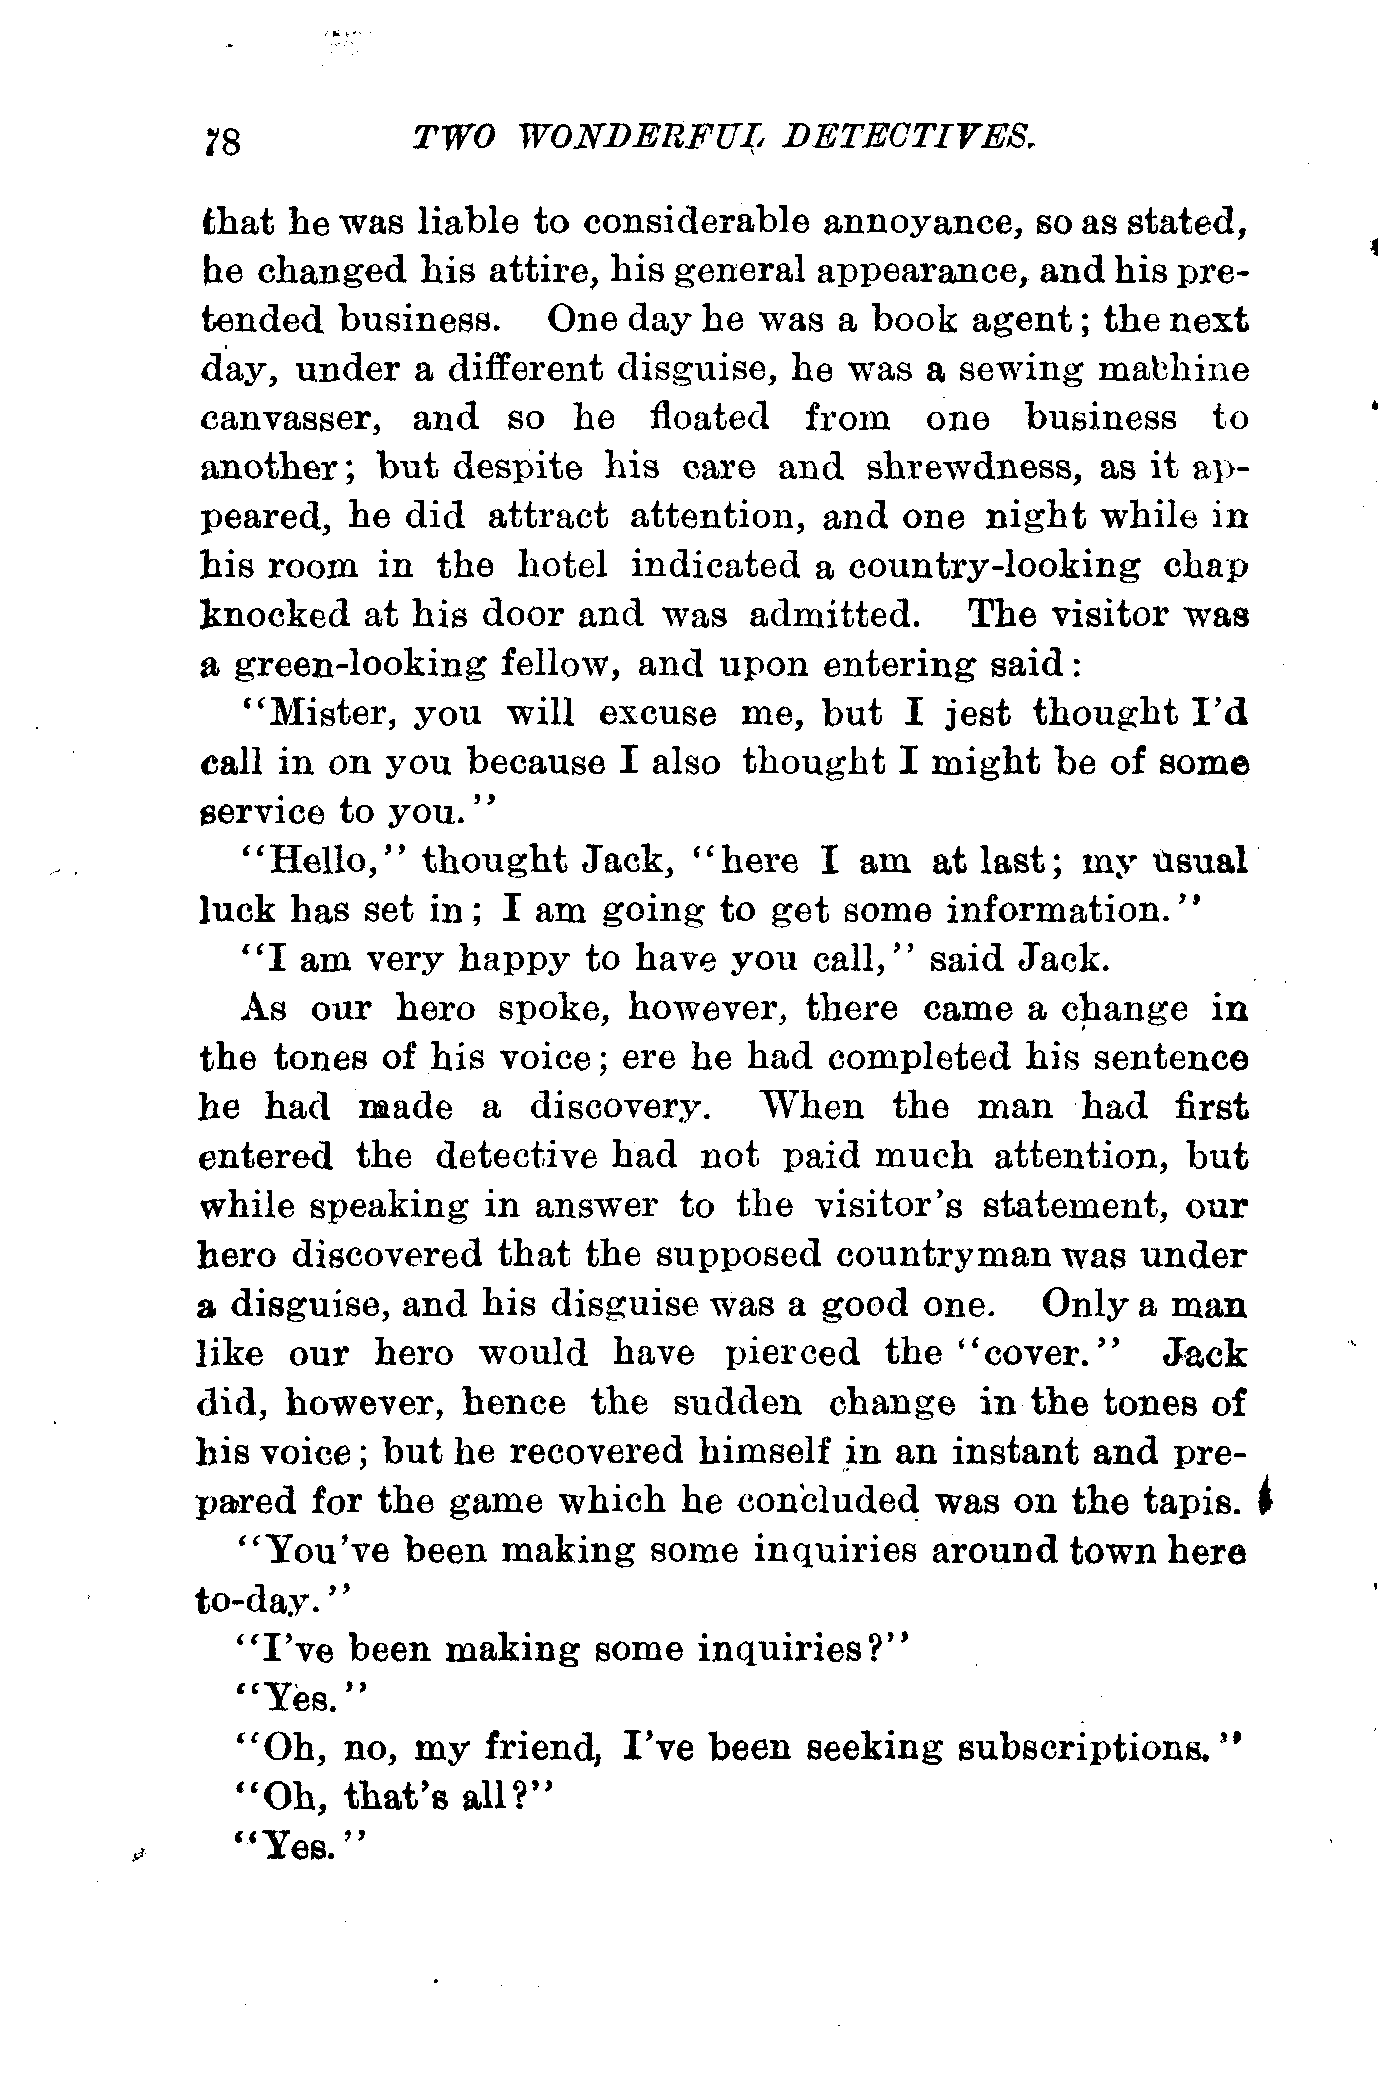 78 TWO WONDERFUL DETECTIVES.
that he was liable to considerable annoyance, so as stated,
he changed his attire, his general appearance, and his pre-
tended business. One day he was a book agent; the next
day, under a different disguise, he was a sewing machine
canvasser, and so he floated from one business to
another; but despite his care and shrewdness, as it ap-
peared, he did attract attention, and one night while in
his room in the hotel indicated a country-looking chap
knocked at his door and was admitted. The visitor was
a green-looking fellow, and upon entering said:
"Mister, you will excuse me, but I jest thought I'd
call in on you because I also thought I might be of some
service to you."
"Hello," thought Jack, "here I am at last; my usual
luck has set in; I am going to get some information."
"I am very happy to have you call," said Jack.
As our hero spoke, however, there came a change in
the tones of his voice; ere he had completed his sentence
he had made a discovery. When the man had first
entered the detective had not paid much attention, but
while speaking in answer to the visitor's statement, our
hero discovered that the supposed countryman was under
a disguise, and his disguise was a good one. Only a man
like our hero would have pierced the "cover." Jack
did, however, hence the sudden change in the tones of
his voice; but he recovered himself in an instant and pre-
pared for the game which he concluded was on the tapis.
"You've been making some inquiries around town here
to-day."
"I've been making some inquiries?"
"Yes."
"Oh, no, my friend, I've been seeking subscriptions."
"Oh, that's all?"
"Yes."